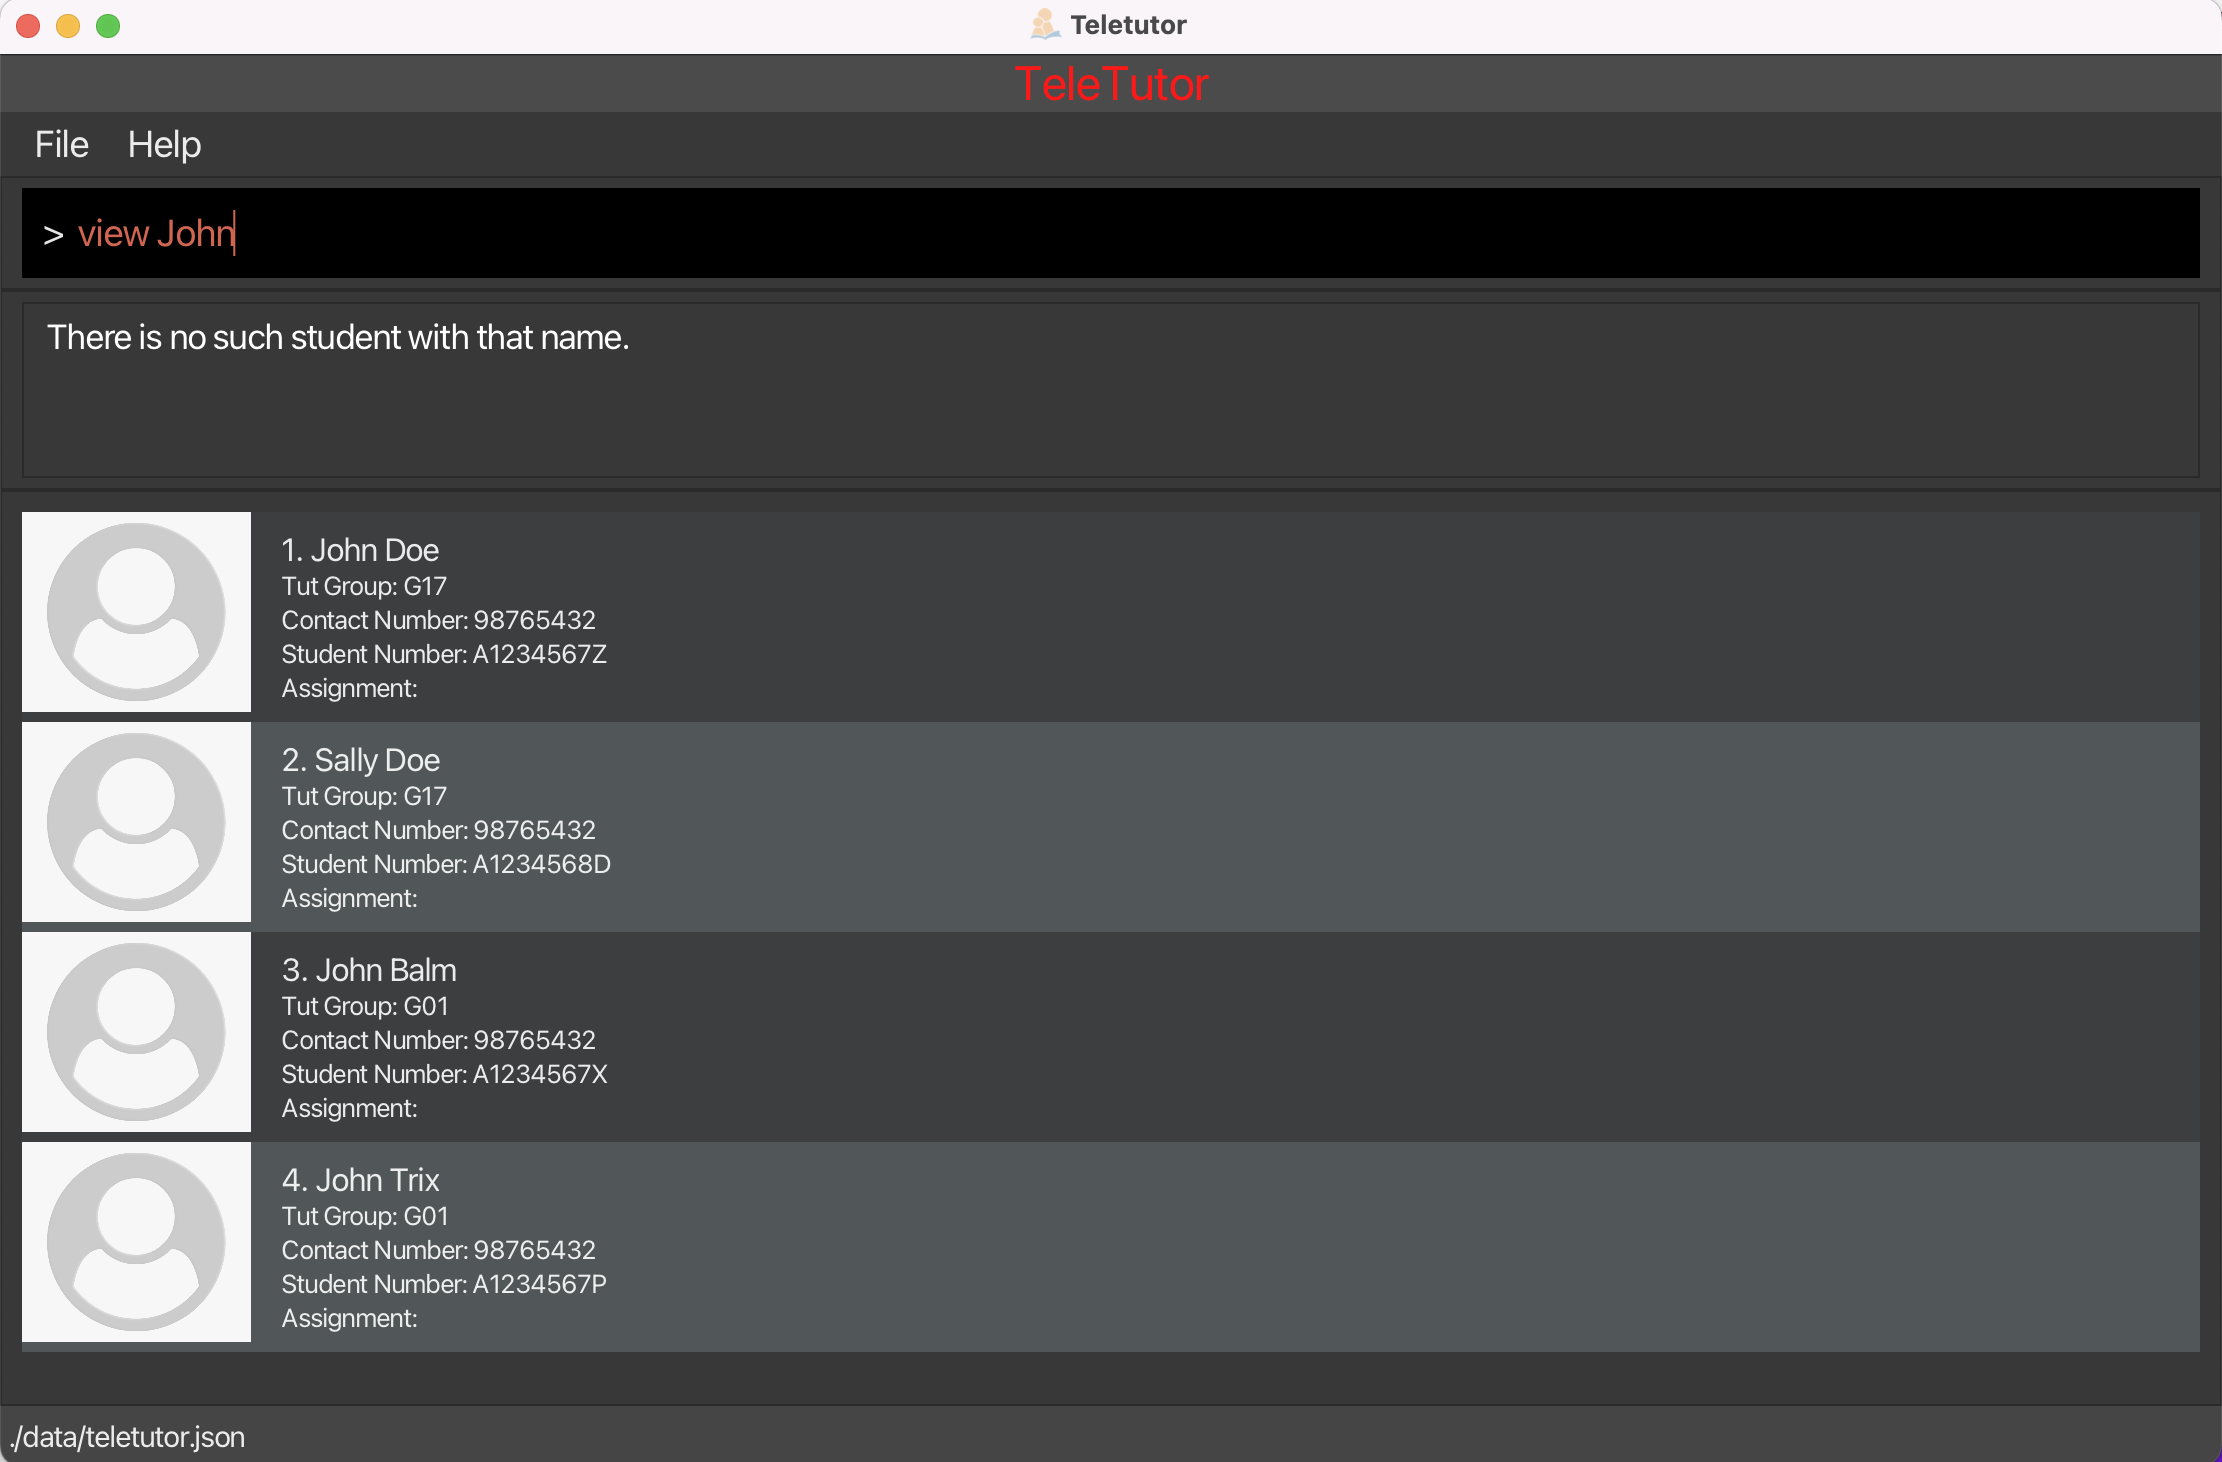 Teletutor
TeleTutor
File Help
> view John
There is no such student with that name.
1. John Doe
Tut Group: G17
Contact Number: 98765432
Student Number: A1234567Z
Assignment:
2. Sally Doe
Tut Group: G17
Contact Number: 98765432
Student Number: A1234568D
Assignment:
3. John Balm
Tut Group: G01
Contact Number: 98765432
Student Number: A1234567X
Assignment:
4. John Trix
Tut Group: G01
Contact Number: 98765432
Student Number: A1234567P
Assignment:
./data/teletutor.json